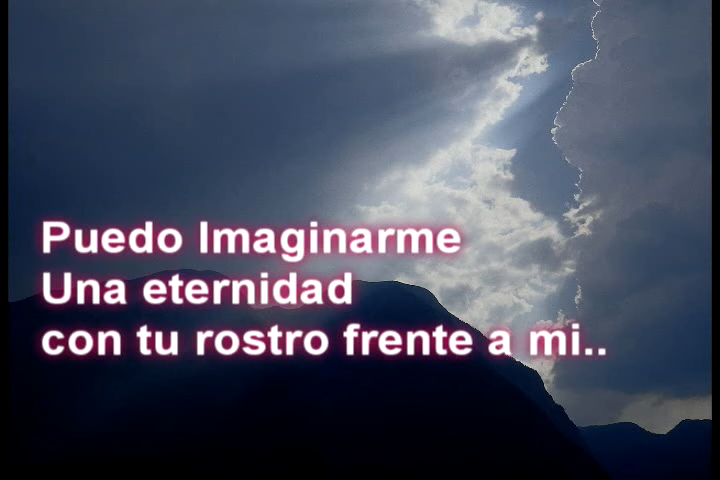 Puedo Imaginarme
Una eternidad
con tu rostro frente a mi..